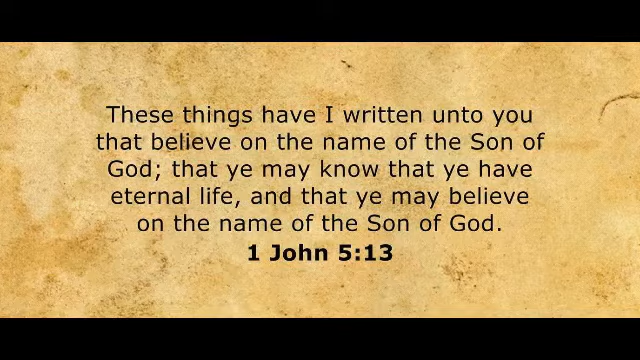 These things have I written unto you
that believe on the name of the Son of
God; that ye may know that ye have
eternal life, and that ye may believe
on the name of the Son of God.
1 John 5:13